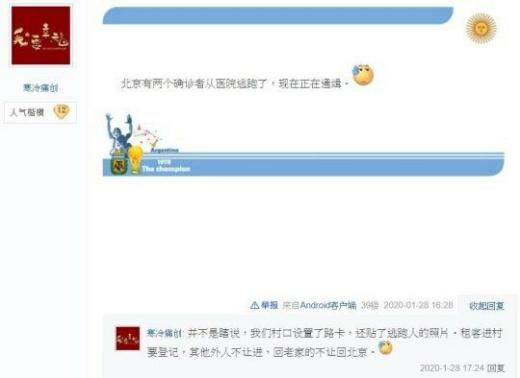 我要幸福
寒冷痛创
人气楷模 12
北京有两个确诊者从医院逃跑了，现在正在通缉。
Argentina
1978
The champion
举报 来自Android客户端 39楼 2020-01-28 16:28 收起回复
寒冷痛创: 并不是瞎说，我们村口设置了路卡，还贴了逃跑人的照片。租客进村
要登记，其他外人不让进，回老家的不让回北京。
2020-1-28 17:24 回复